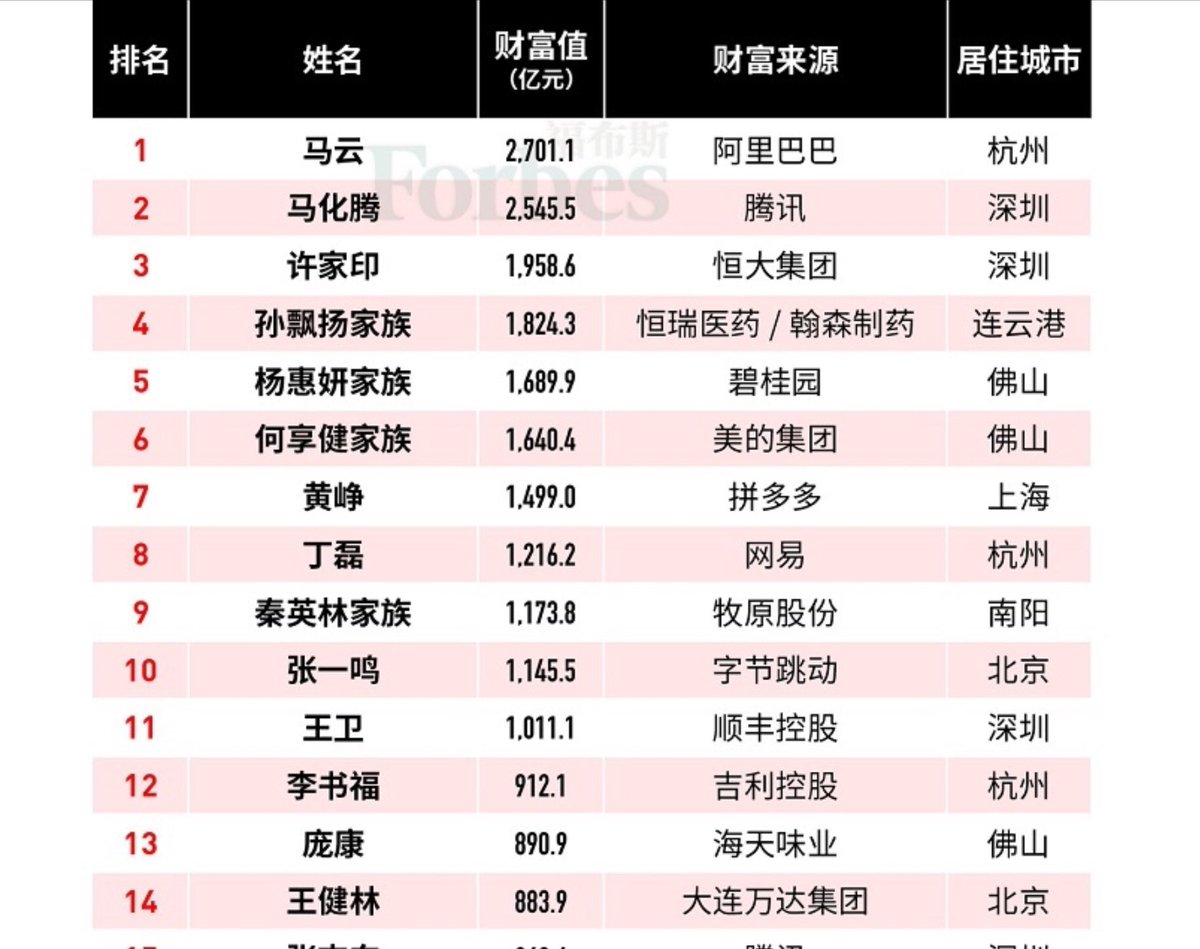 排名 姓名 财富值 (亿元) 财富来源 居住城市
福布斯
Forbes
1 马云 2,701.1 阿里巴巴 杭州
2 马化腾 2,545.5 腾讯 深圳
3 许家印 1,958.6 恒大集团 深圳
4 孙飘扬家族 1,824.3 恒瑞医药 / 翰森制药 连云港
5 杨惠妍家族 1,689.9 碧桂园 佛山
6 何享健家族 1,640.4 美的集团 佛山
7 黄峥 1,499.0 拼多多 上海
8 丁磊 1,216.2 网易 杭州
9 秦英林家族 1,173.8 牧原股份 南阳
10 张一鸣 1,145.5 字节跳动 北京
11 王卫 1,011.1 顺丰控股 深圳
12 李书福 912.1 吉利控股 杭州
13 庞康 890.9 海天味业 佛山
14 王健林 883.9 大连万达集团 北京